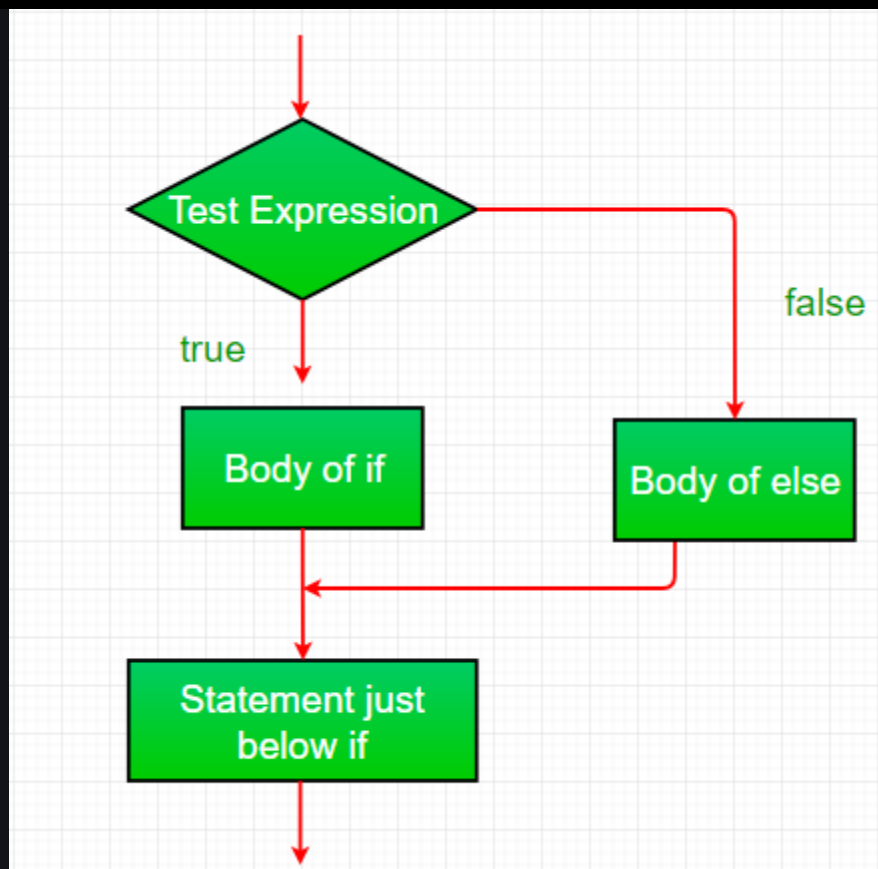 Test Expression
false
true
Body of if
Body of else
Statement just
below if